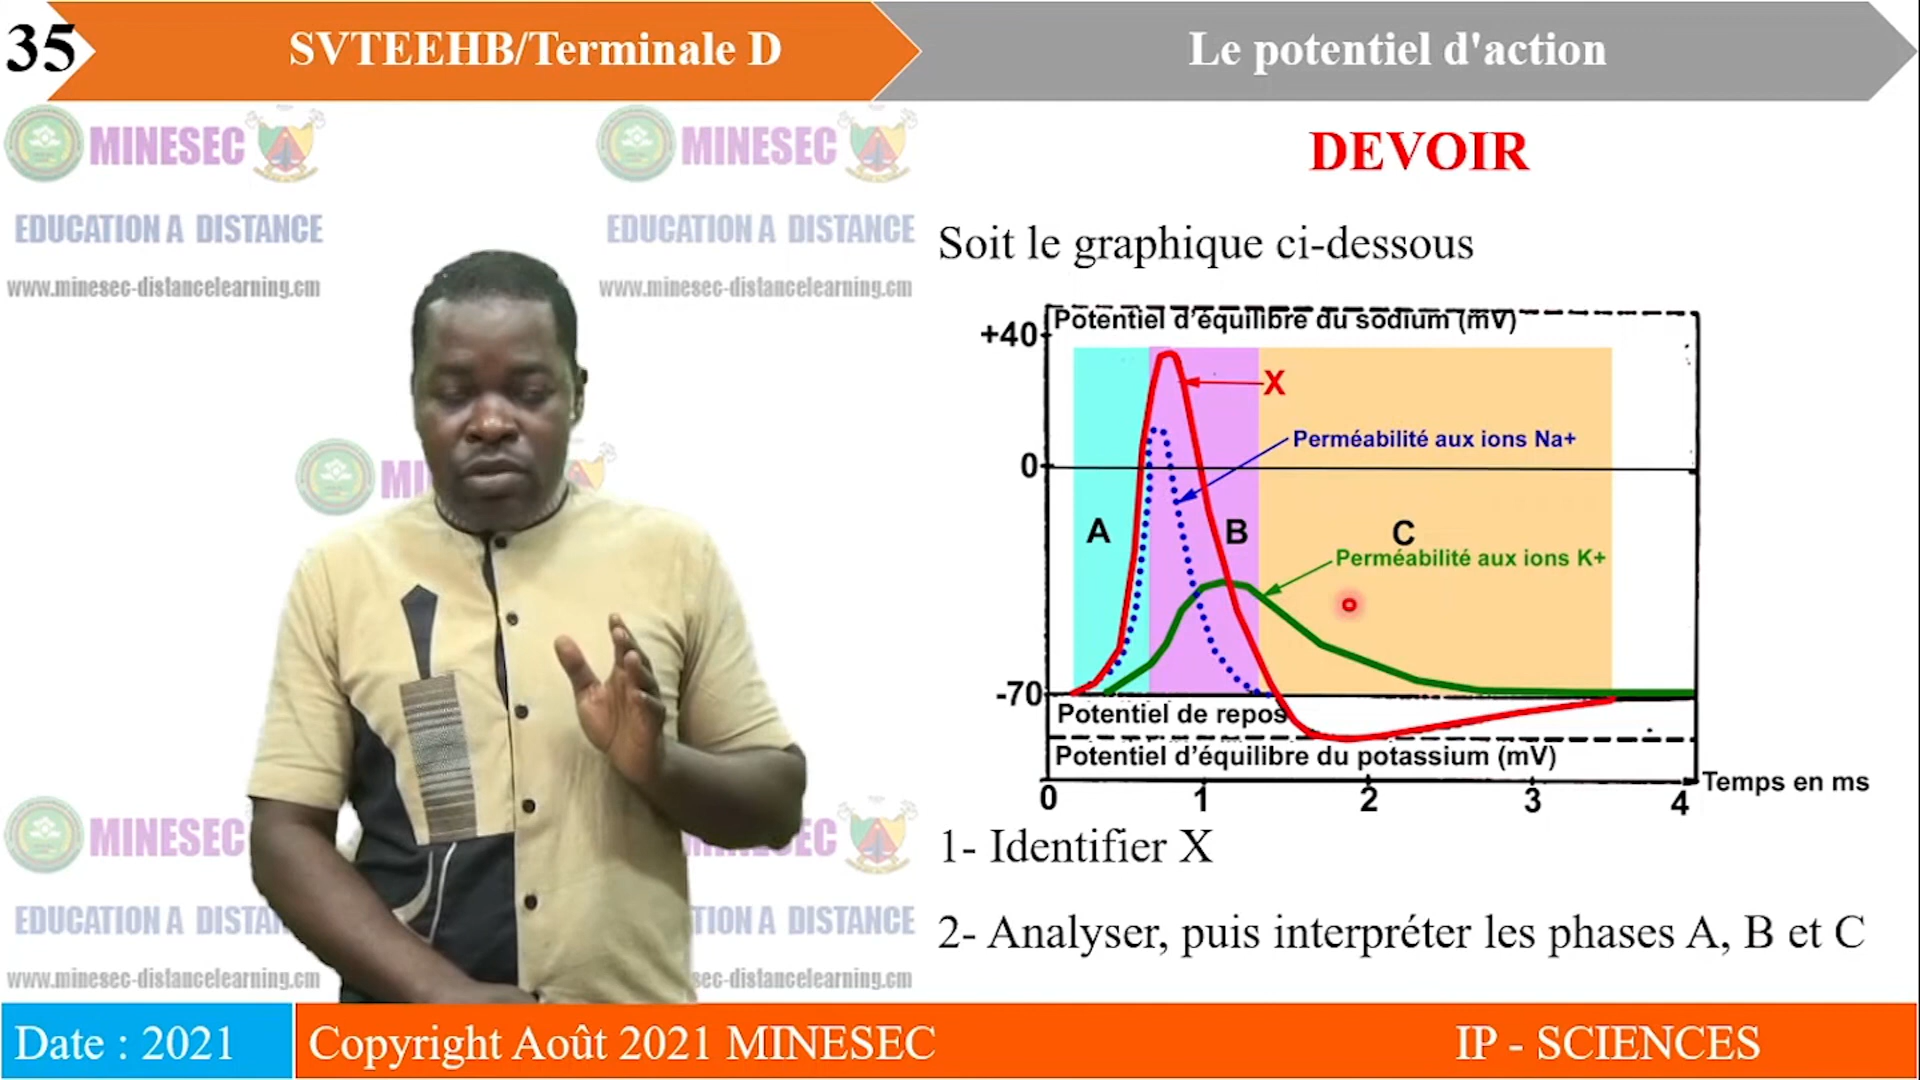 35
SVTEEHB/Terminale D
Le potentiel d'action
MINESEC
MINESEC
EDUCATION A DISTANCE
EDUCATION A DISTANCE
www.minesec-distancelearning.cm
www.minesec-distancelearning.cm
DEVOIR
Soit le graphique ci-dessous
+40
Potentiel d'équilibre du sodium (mV)
X
Perméabilité aux ions Na+
0
A
B
C
Perméabilité aux ions K+
-70
Potentiel de repos
Potentiel d'équilibre du potassium (mV)
Temps en ms
0 1 2 3 4
1- Identifier X
2- Analyser, puis interpréter les phases A, B et C
MINESEC
EDUCATION A DISTAN
TION A DISTANCE
www.minesec-distancelearning.cm
sec-distancelearning.cm
Date : 2021
Copyright Août 2021 MINESEC
IP - SCIENCES